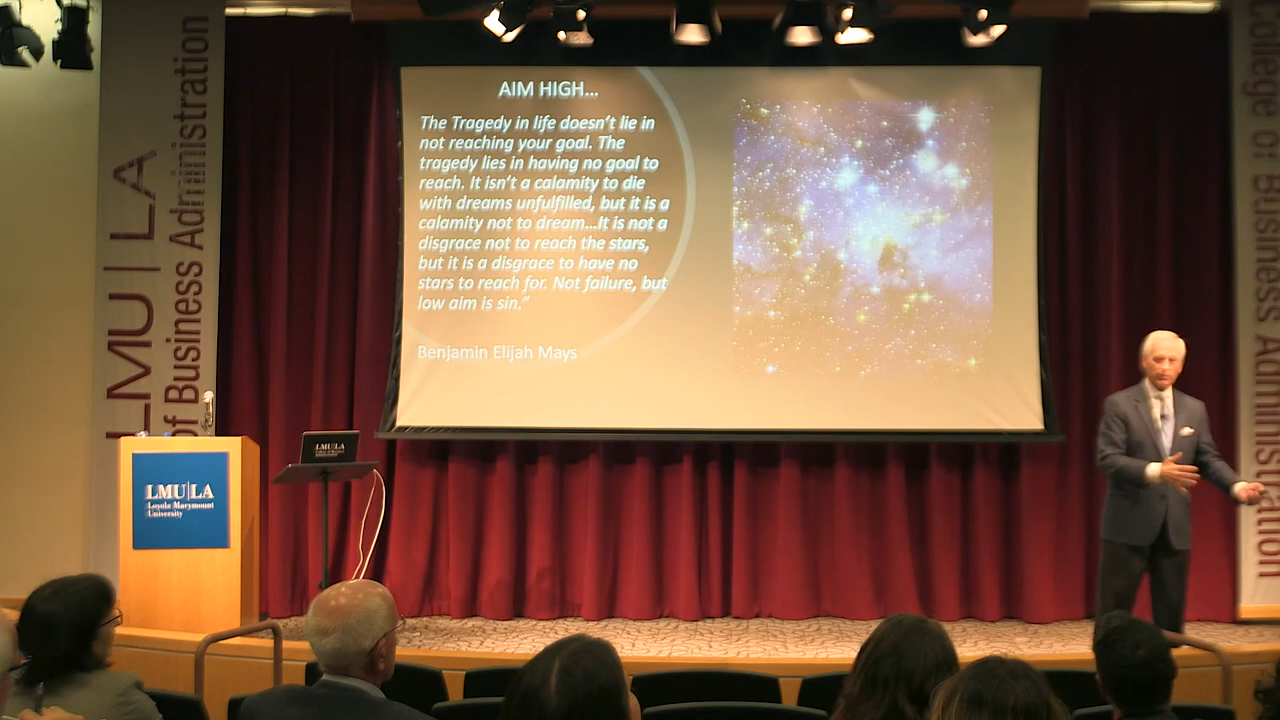 AIM HIGH...
The Tragedy in life doesn't lie in
not reaching your goal. The
tragedy lies in having no goal to
reach. It isn't a calamity to die
with dreams unfulfilled, but it is a
calamity not to dream...It is not a
disgrace not to reach the stars,
but it is a disgrace to have no
stars to reach for. Not failure, but
low aim is sin."
Benjamin Elijah Mays
LMU|LA
of Business Administration
College of Business Administration
LMU|LA
Loyola Marymount
University
LMU|LA